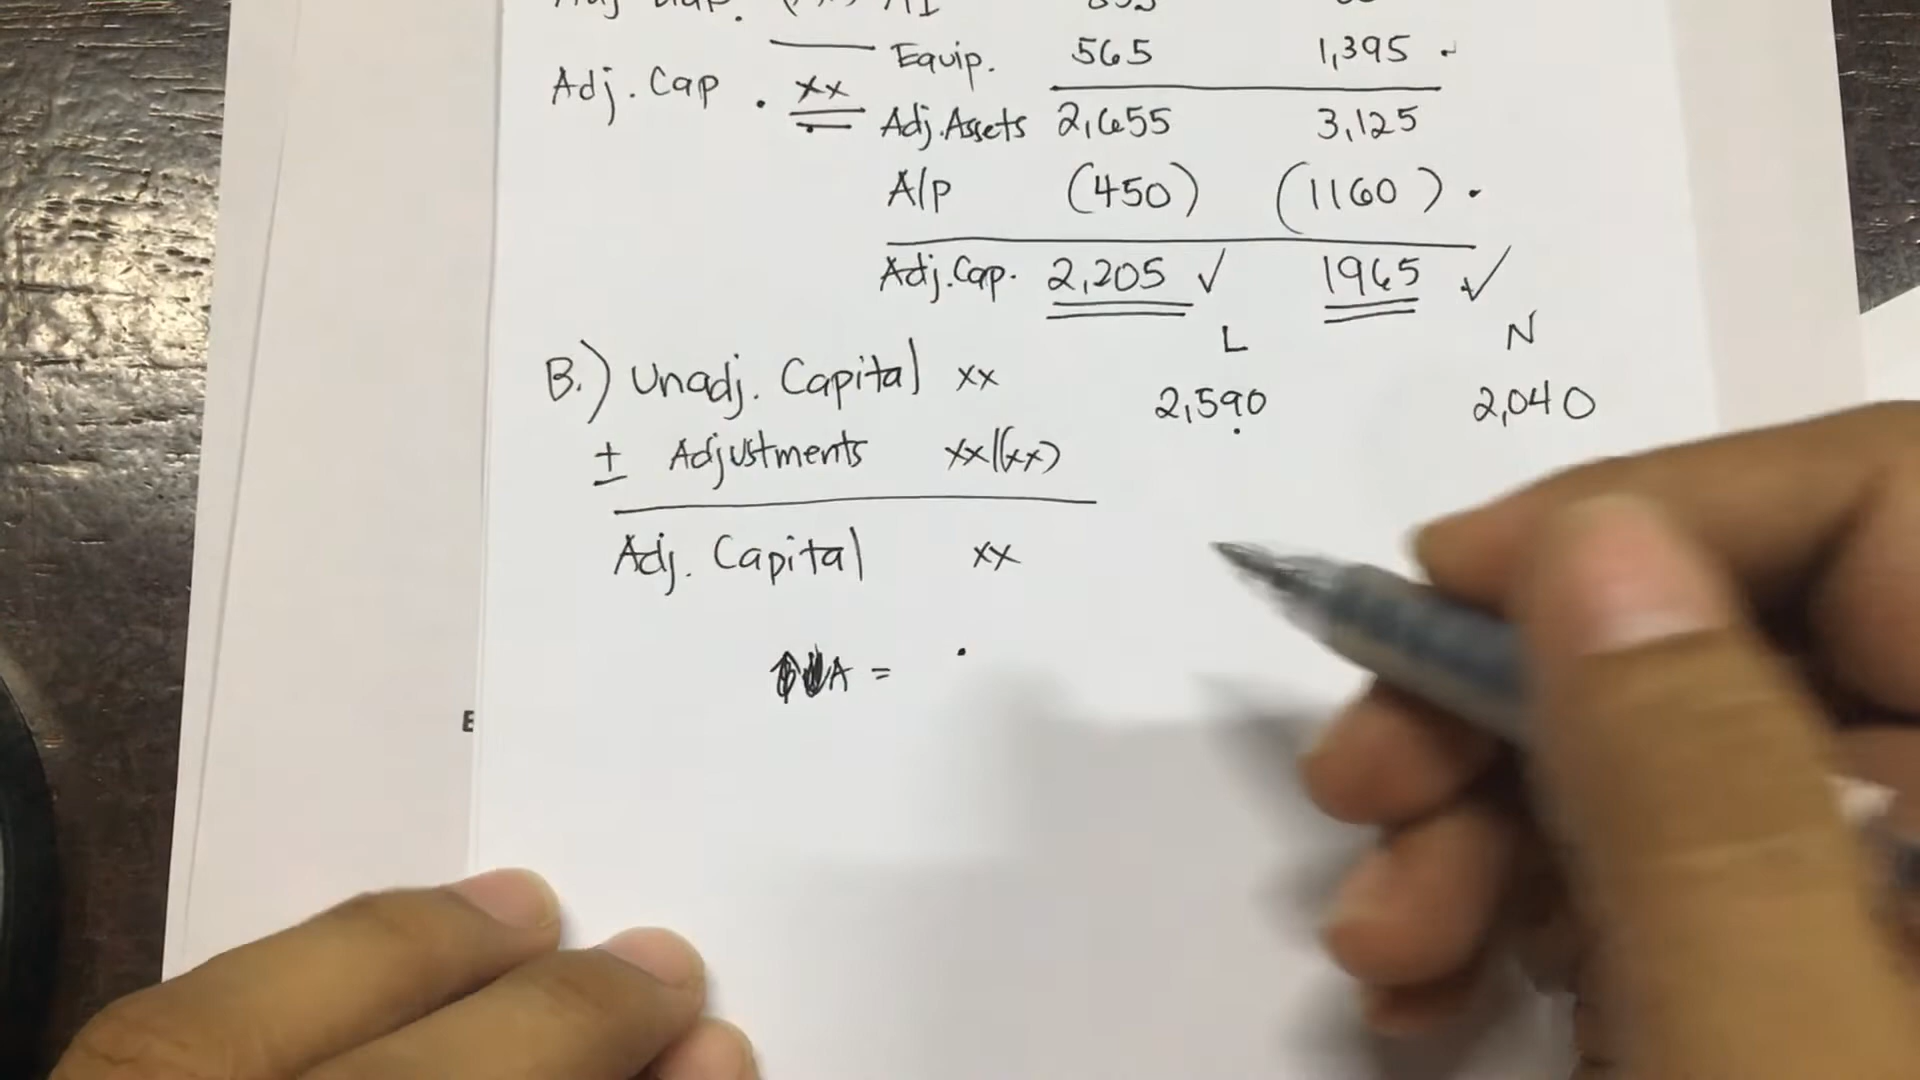 Equip. 565 1,395
Adj. Cap. xx
Adj. Assets 2,655 3,125
A/P (450) (1160)
Adj. Cap. 2,205 ✓ 1965 ✓
L N
B.) Unadj. Capital xx 2,590 2,040
± Adjustments xx/(xx)
Adj. Capital xx
A =
E